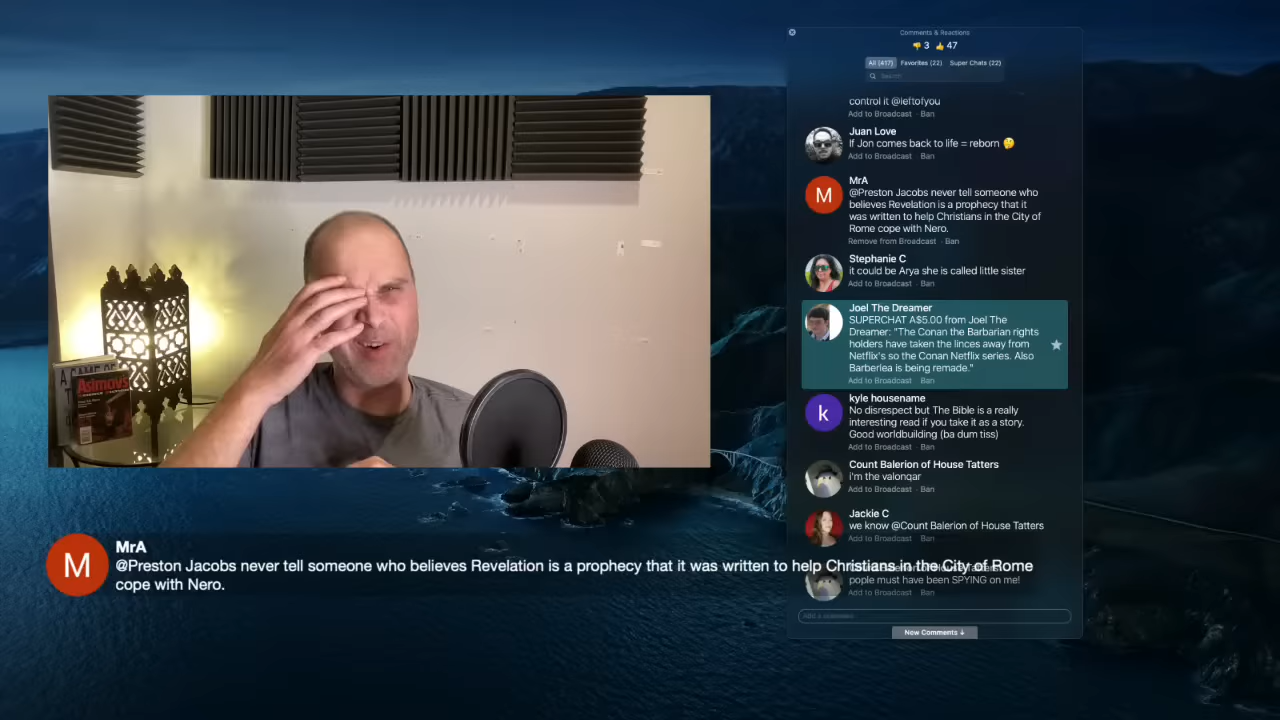 Comments & Reactions
👎 3 👍 47
All (417) Favorites (22) Super Chats (22)
Search
control it @leftofyou
Add to Broadcast · Ban
Juan Love
If Jon comes back to life = reborn 🤔
Add to Broadcast · Ban
M
MrA
@Preston Jacobs never tell someone who
believes Revelation is a prophecy that it
was written to help Christians in the City of
Rome cope with Nero.
Remove from Broadcast · Ban
Stephanie C
it could be Arya she is called little sister
Add to Broadcast · Ban
Joel The Dreamer
SUPERCHAT A$5.00 from Joel The
Dreamer: "The Conan the Barbarian rights
holders have taken the linces away from
Netflix's so the Conan Netflix series. Also
Barberlea is being remade."
Add to Broadcast · Ban
k
kyle housename
No disrespect but The Bible is a really
interesting read if you take it as a story.
Good worldbuilding (ba dum tiss)
Add to Broadcast · Ban
Count Balerion of House Tatters
i'm the valonqar
Add to Broadcast · Ban
Jackie C
we know @Count Balerion of House Tatters
Add to Broadcast · Ban
pople must have been SPYING on me!
Add to Broadcast · Ban
Add a comment
New Comments ↓
A GAME OF
Asimov's
M
MrA
@Preston Jacobs never tell someone who believes Revelation is a prophecy that it was written to help Christians in the City of Rome
cope with Nero.